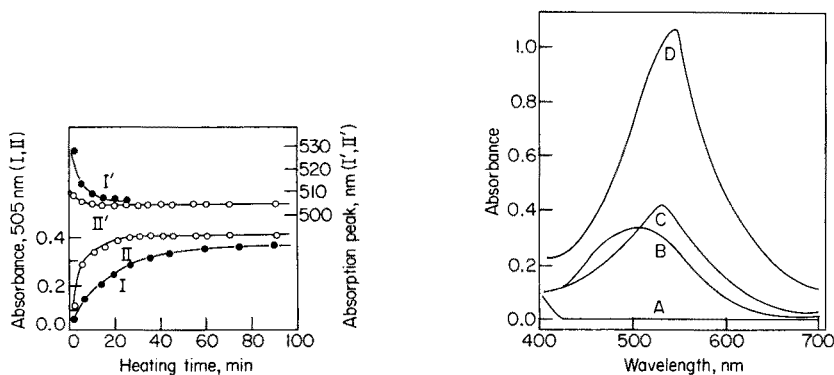 Absorbance, 505 nm (I, II)
0.4
0.2
0.0
I'
II'
II
I
530
520
510
500
Absorption peak, nm (I', II')
0 20 40 60 80 100
Heating time, min
Absorbance
1.0
0.8
0.6
0.4
0.2
0.0
D
C
B
A
400 500 600 700
Wavelength, nm